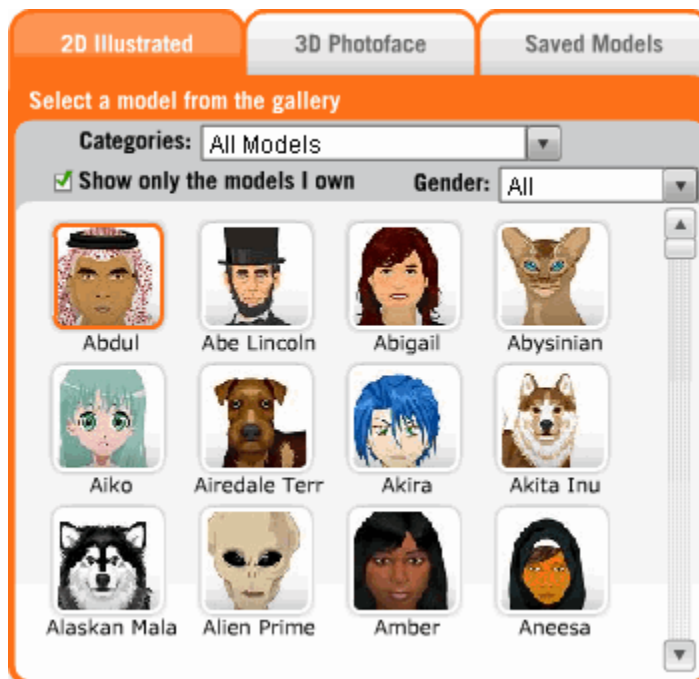 2D Illustrated 3D Photoface Saved Models
Select a model from the gallery
Categories: All Models
Show only the models I own Gender: All
Abdul Abe Lincoln Abigail Abysinian
Aiko Airedale Terr Akira Akita Inu
Alaskan Mala Alien Prime Amber Aneesa